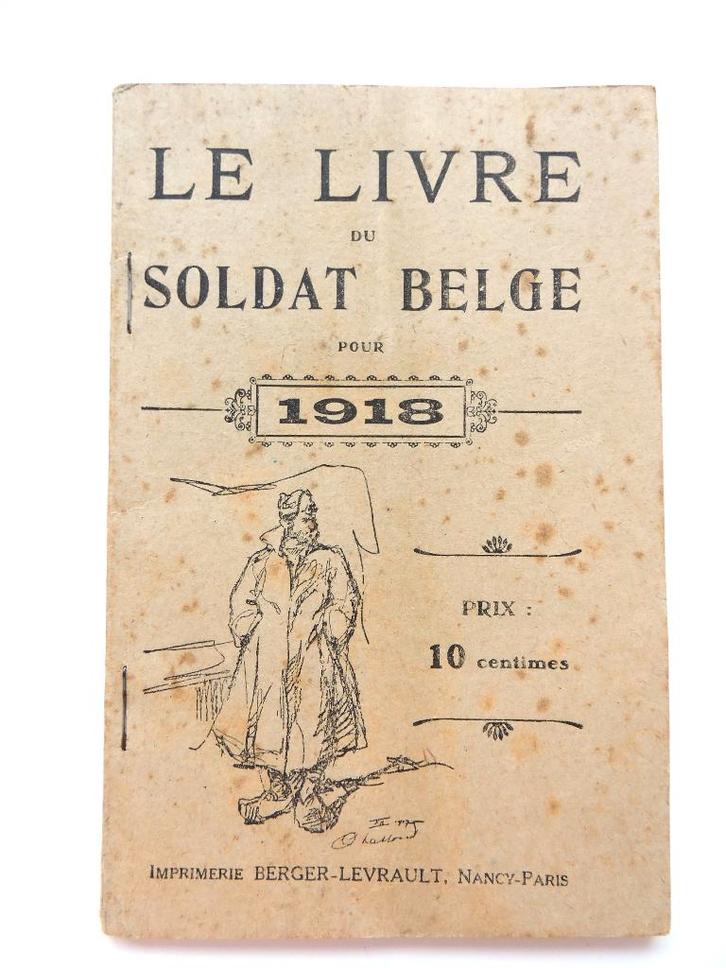 LE LIVRE
DU
SOLDAT BELGE
POUR
1918
PRIX :
10 centimes
IMPRIMERIE BERGER-LEVRAULT, NANCY-PARIS